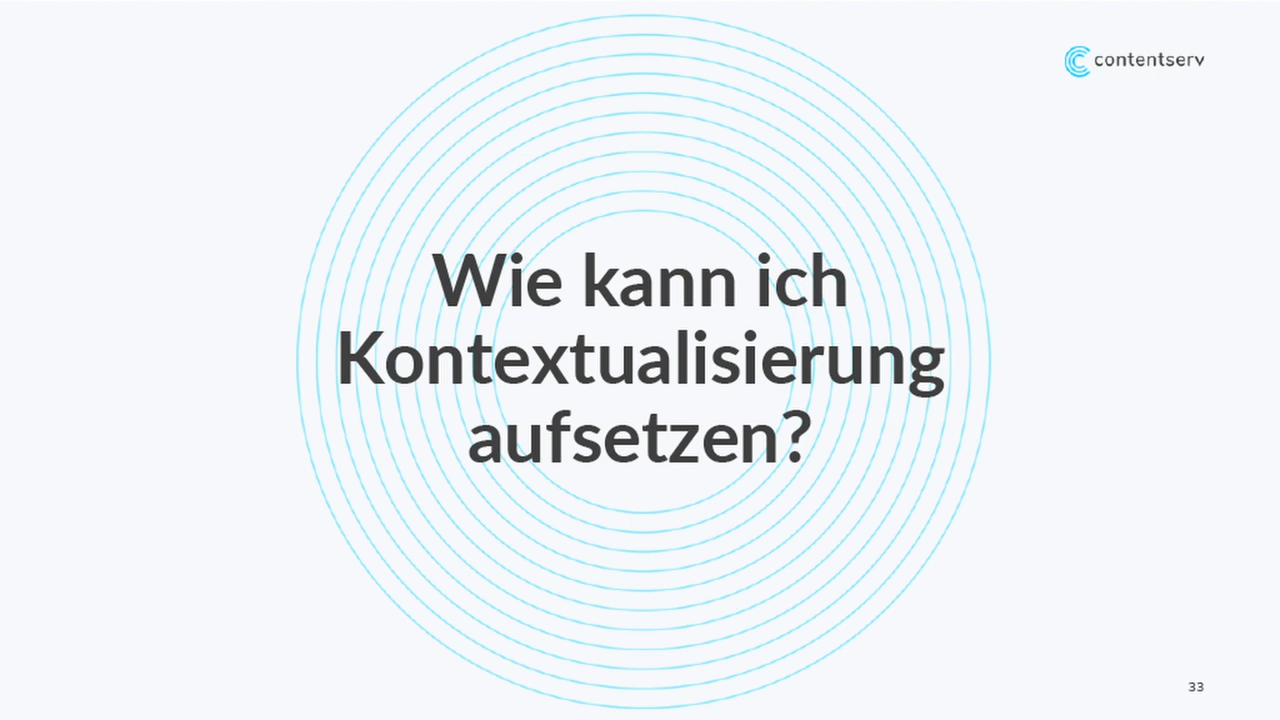 contentserv
Wie kann ich
Kontextualisierung
aufsetzen?
33